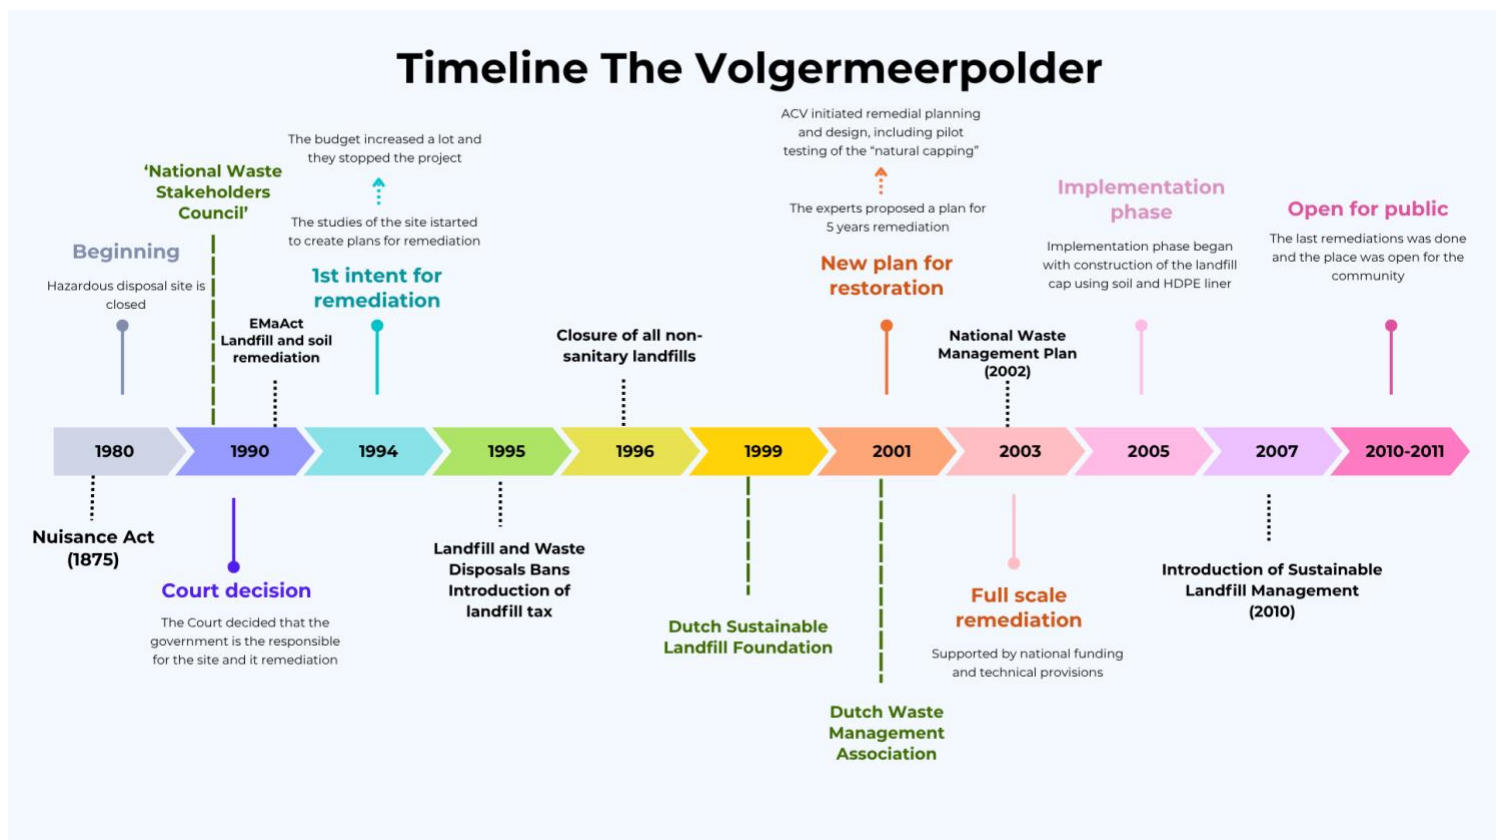 Timeline The Volgermeerpolder
The budget increased a lot and
they stopped the project
ACV initiated remedial planning
and design, including pilot
testing of the “natural capping”
‘National Waste
Stakeholders
Council’
The studies of the site istarted
to create plans for remediation
The experts proposed a plan for
5 years remediation
Implementation
phase
Open for public
Beginning
Hazardous disposal site is
closed
1st intent for
remediation
New plan for
restoration
Implementation phase began
with construction of the landfill
cap using soil and HDPE liner
The last remediations was done
and the place was open for the
community
EMaAct
Landfill and soil
remediation
Closure of all non-
sanitary landfills
National Waste
Management Plan
(2002)
1980
1990
1994
1995
1996
1999
2001
2003
2005
2007
2010-2011
Nuisance Act
(1875)
Court decision
The Court decided that the
government is the responsible
for the site and it remediation
Landfill and Waste
Disposals Bans
Introduction of
landfill tax
Dutch Sustainable
Landfill Foundation
Dutch Waste
Management
Association
Full scale
remediation
Supported by national funding
and technical provisions
Introduction of Sustainable
Landfill Management
(2010)